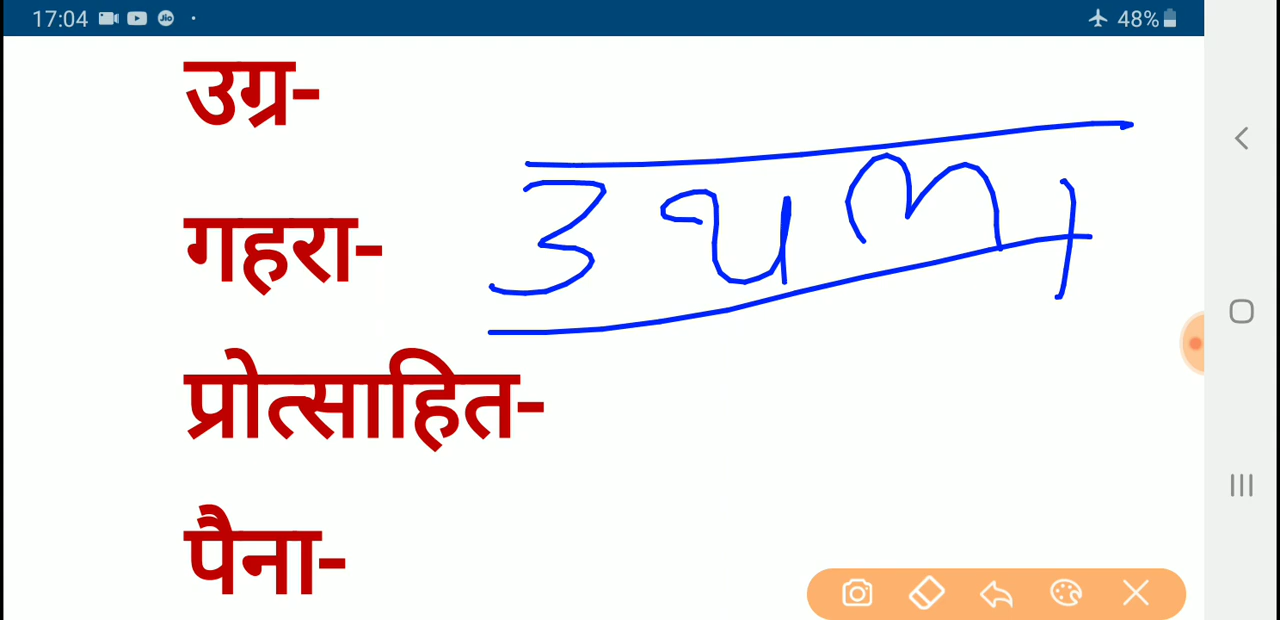 17:04 48%
उग्र-
उथला
गहरा-
प्रोत्साहित-
पैना-